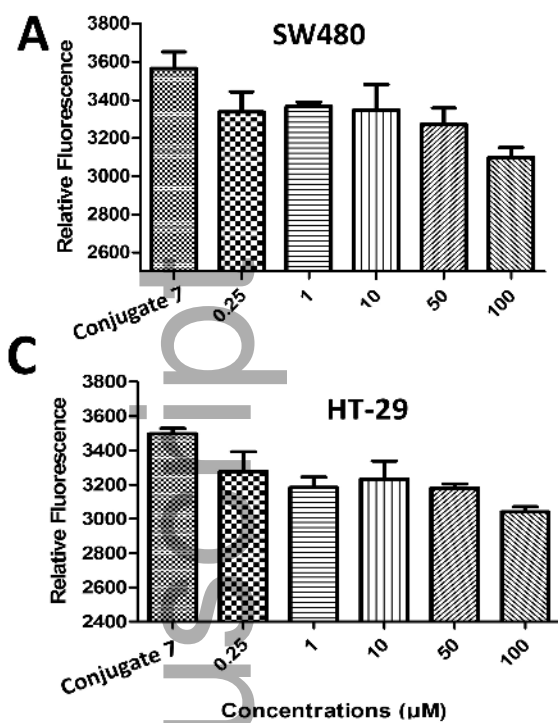 A
SW480
Relative Fluorescence
3800
3600
3400
3200
3000
2800
2600
Conjugate 7
0.25
1
10
50
100
C
HT-29
Relative Fluorescence
3800
3600
3400
3200
3000
2800
2600
2400
Conjugate 7
0.25
1
10
50
100
Concentrations (µM)